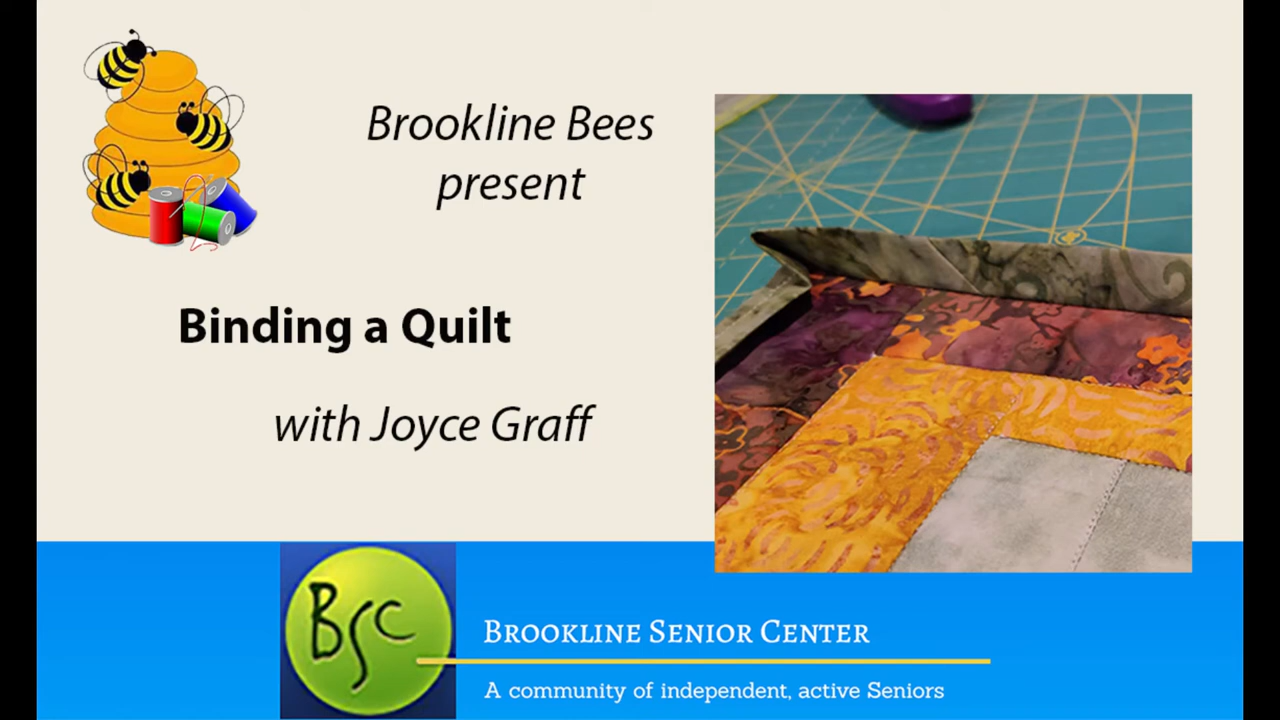 Brookline Bees
present
Binding a Quilt
with Joyce Graff
BSC
Brookline Senior Center
A community of independent, active Seniors